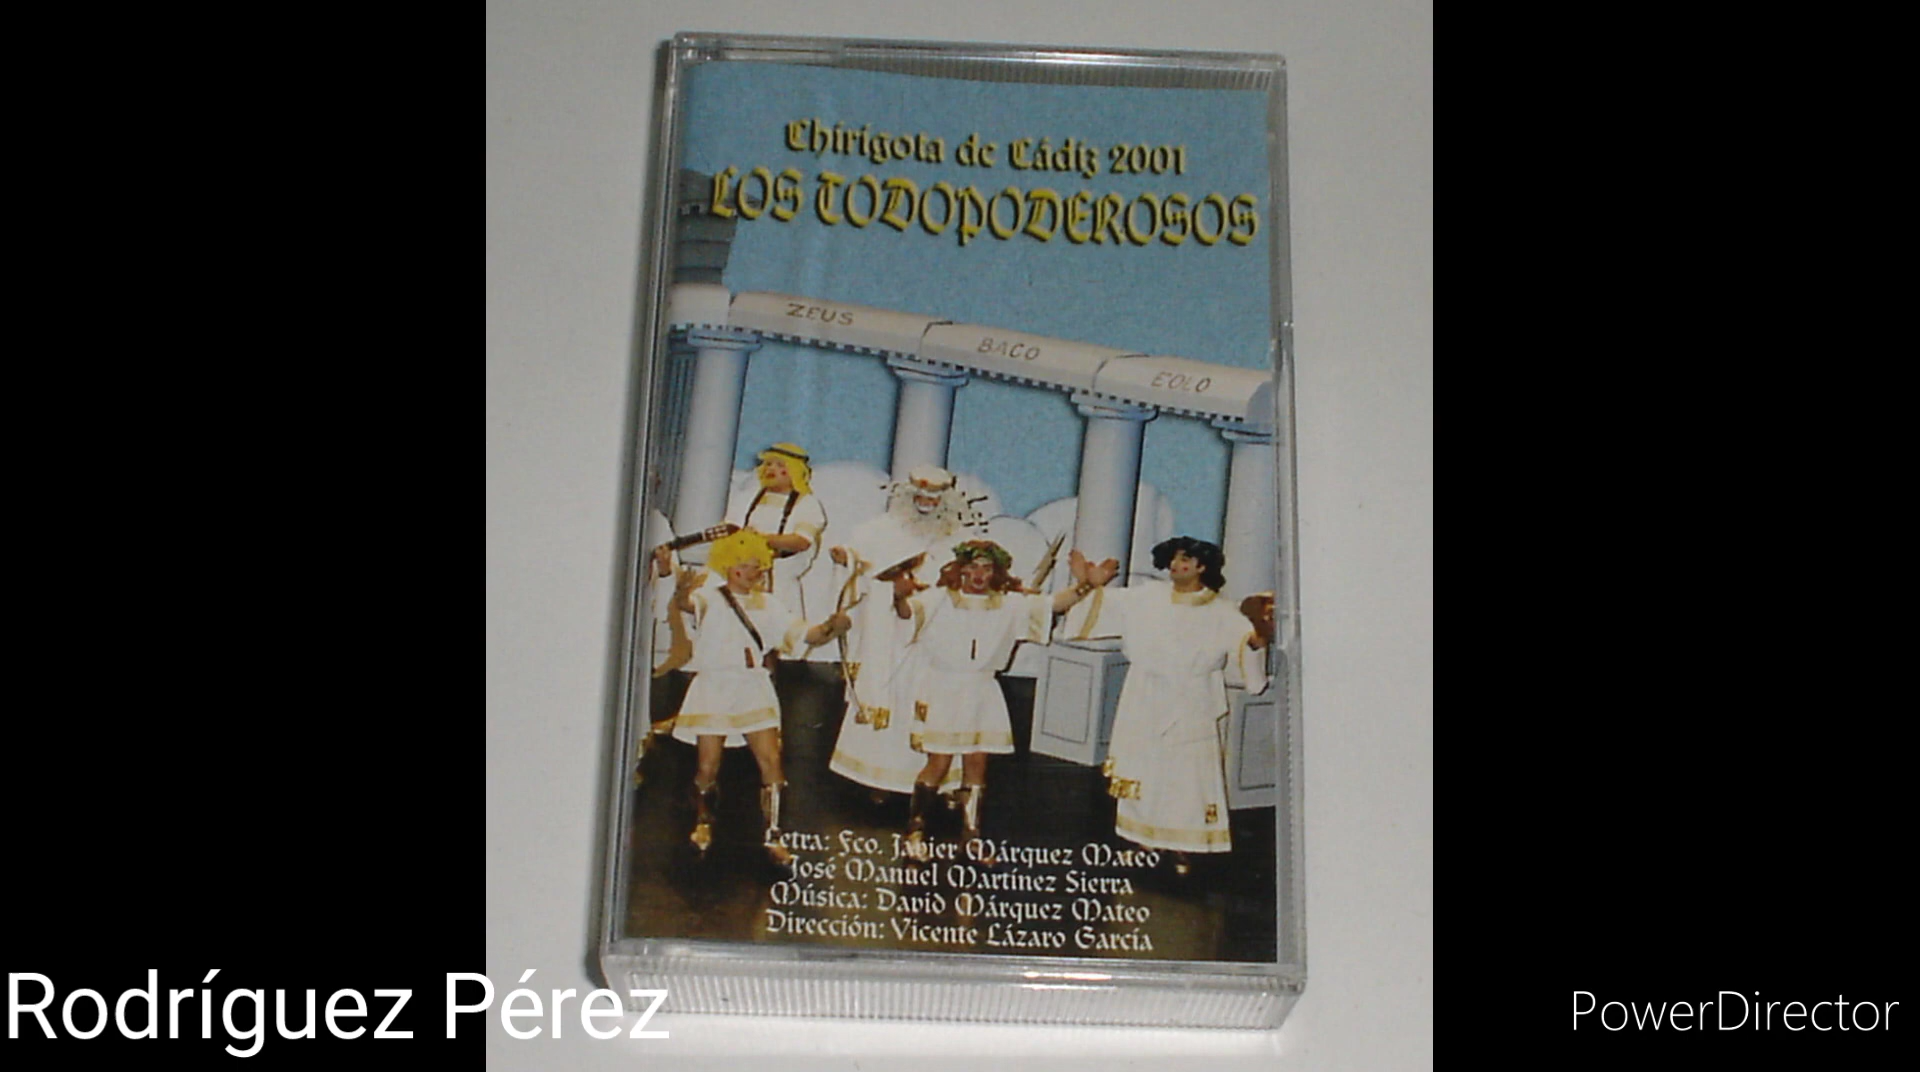 Chirigota de Cádiz 2001
LOS TODOPODEROSOS
ZEUS
BACO
EOLO
Letra: Fco. Javier Márquez Mateo
José Manuel Martínez Sierra
Música: David Márquez Mateo
Dirección: Vicente Lázaro García
Rodríguez Pérez
PowerDirector